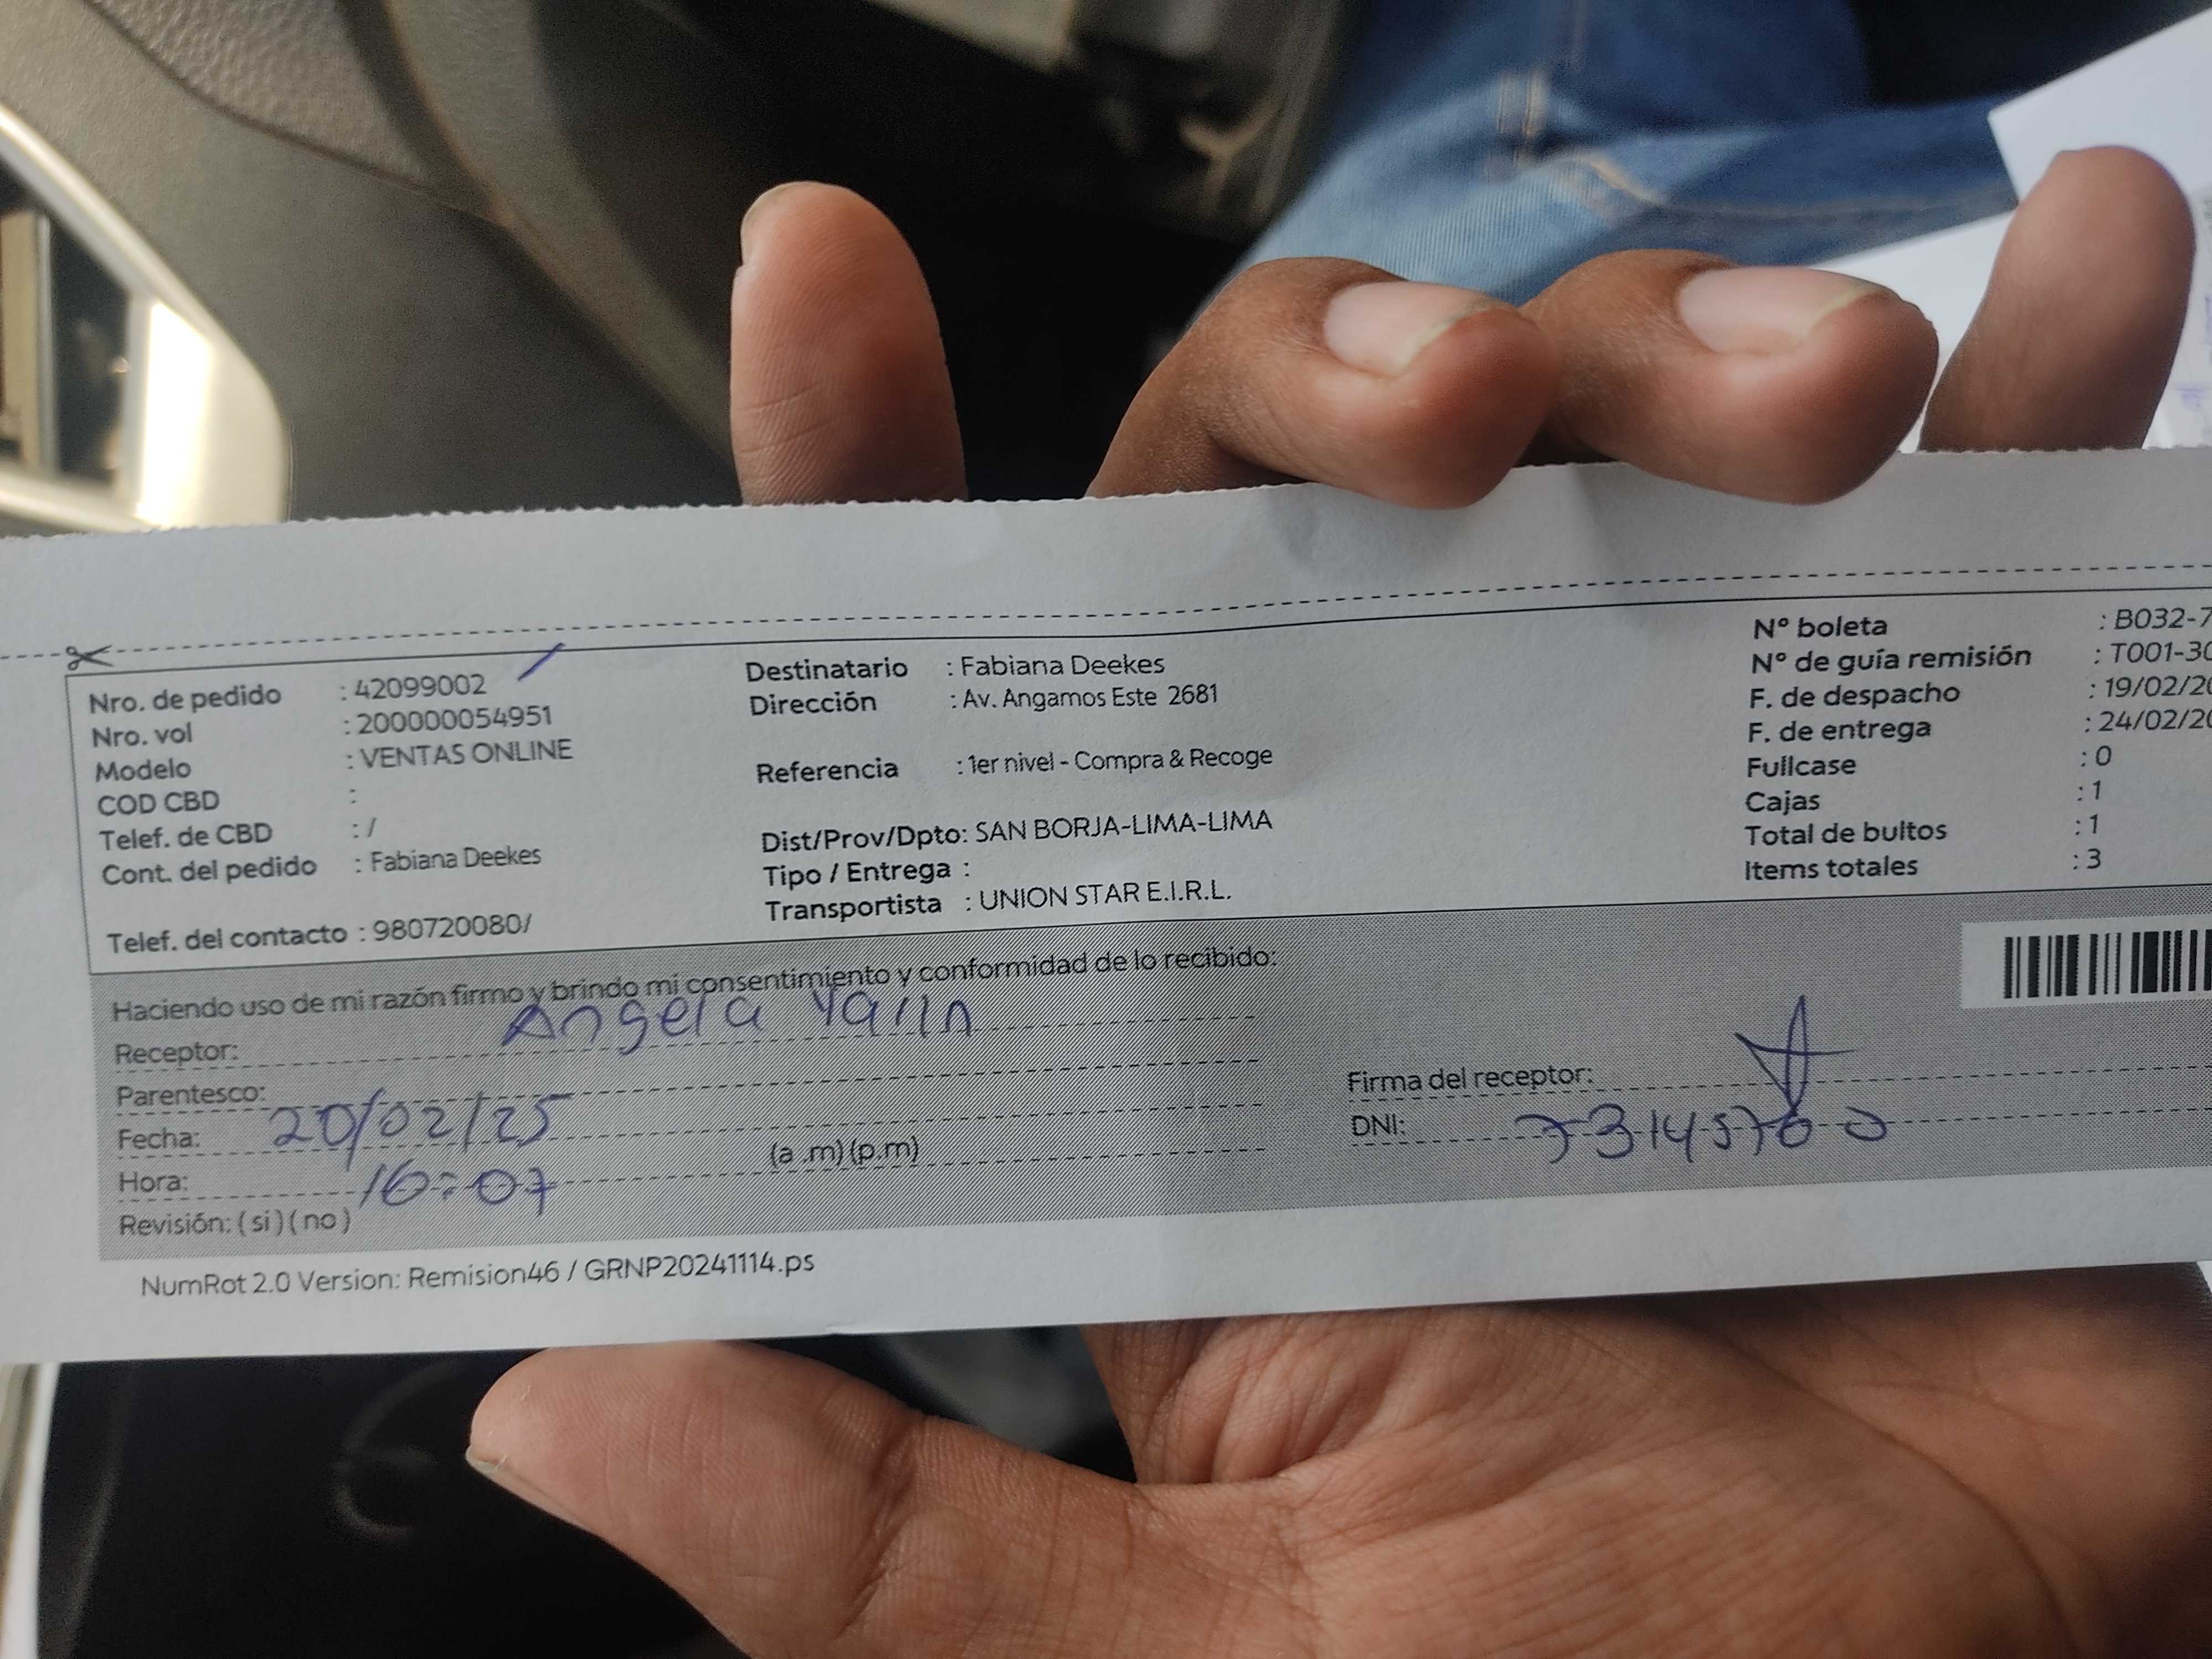 Nro. de pedido : 42099002
Nro. vol : 200000054951
Modelo : VENTAS ONLINE
COD CBD :
Telef. de CBD : /
Cont. del pedido : Fabiana Deekes
Telef. del contacto : 980720080/
Destinatario : Fabiana Deekes
Dirección : Av. Angamos Este 2681
Referencia : 1er nivel - Compra & Recoge
Dist/Prov/Dpto: SAN BORJA-LIMA-LIMA
Tipo / Entrega :
Transportista : UNION STAR E.I.R.L.
Nº boleta : B032-7
Nº de guía remisión : T001-30
F. de despacho : 19/02/20
F. de entrega : 24/02/20
Fullcase : 0
Cajas : 1
Total de bultos : 1
Items totales : 3
Haciendo uso de mi razón firmo y brindo mi consentimiento y conformidad de lo recibido:
Receptor: Angela
Parentesco:
Fecha: 20/02/25
Hora: 16:07 (a .m) (p.m)
Revisión: ( si ) ( no )
Firma del receptor:
DNI:
NumRot 2.0 Version: Remision46 / GRNP20241114.ps